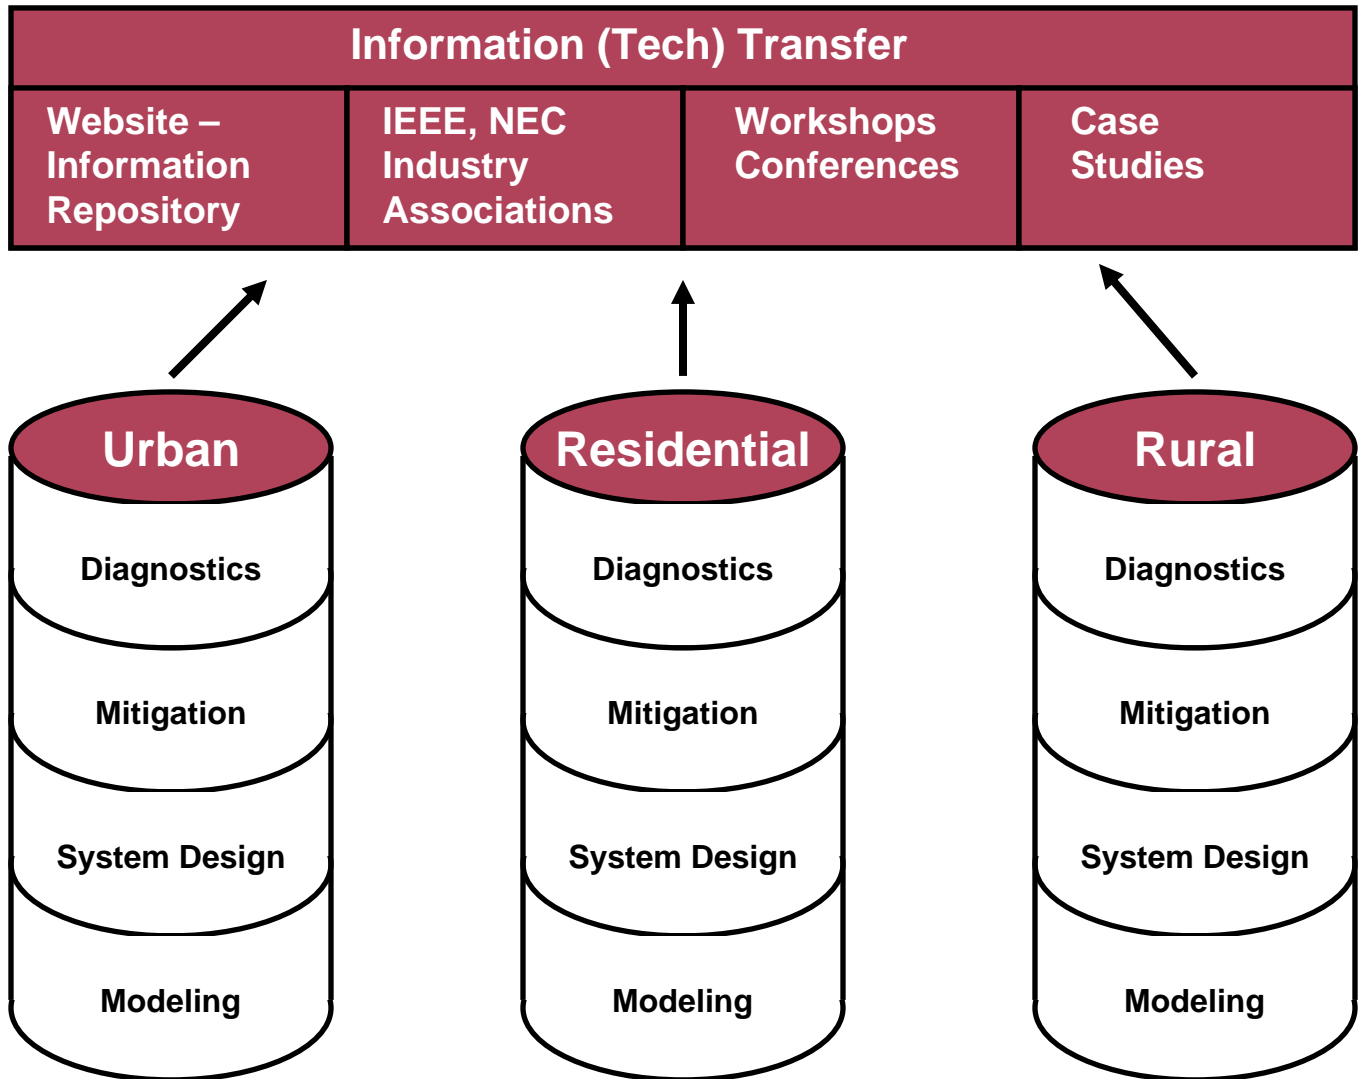 Information (Tech) Transfer
Website –
Information
Repository
IEEE, NEC
Industry
Associations
Workshops
Conferences
Case
Studies
Urban
Diagnostics
Mitigation
System Design
Modeling
Residential
Diagnostics
Mitigation
System Design
Modeling
Rural
Diagnostics
Mitigation
System Design
Modeling